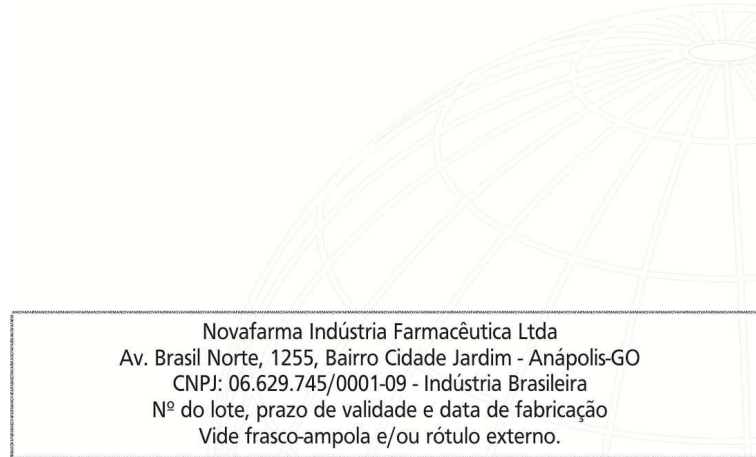 Novafarma Indústria Farmacêutica Ltda
Av. Brasil Norte, 1255, Bairro Cidade Jardim - Anápolis-GO
CNPJ: 06.629.745/0001-09 - Indústria Brasileira
Nº do lote, prazo de validade e data de fabricação
Vide frasco-ampola e/ou rótulo externo.